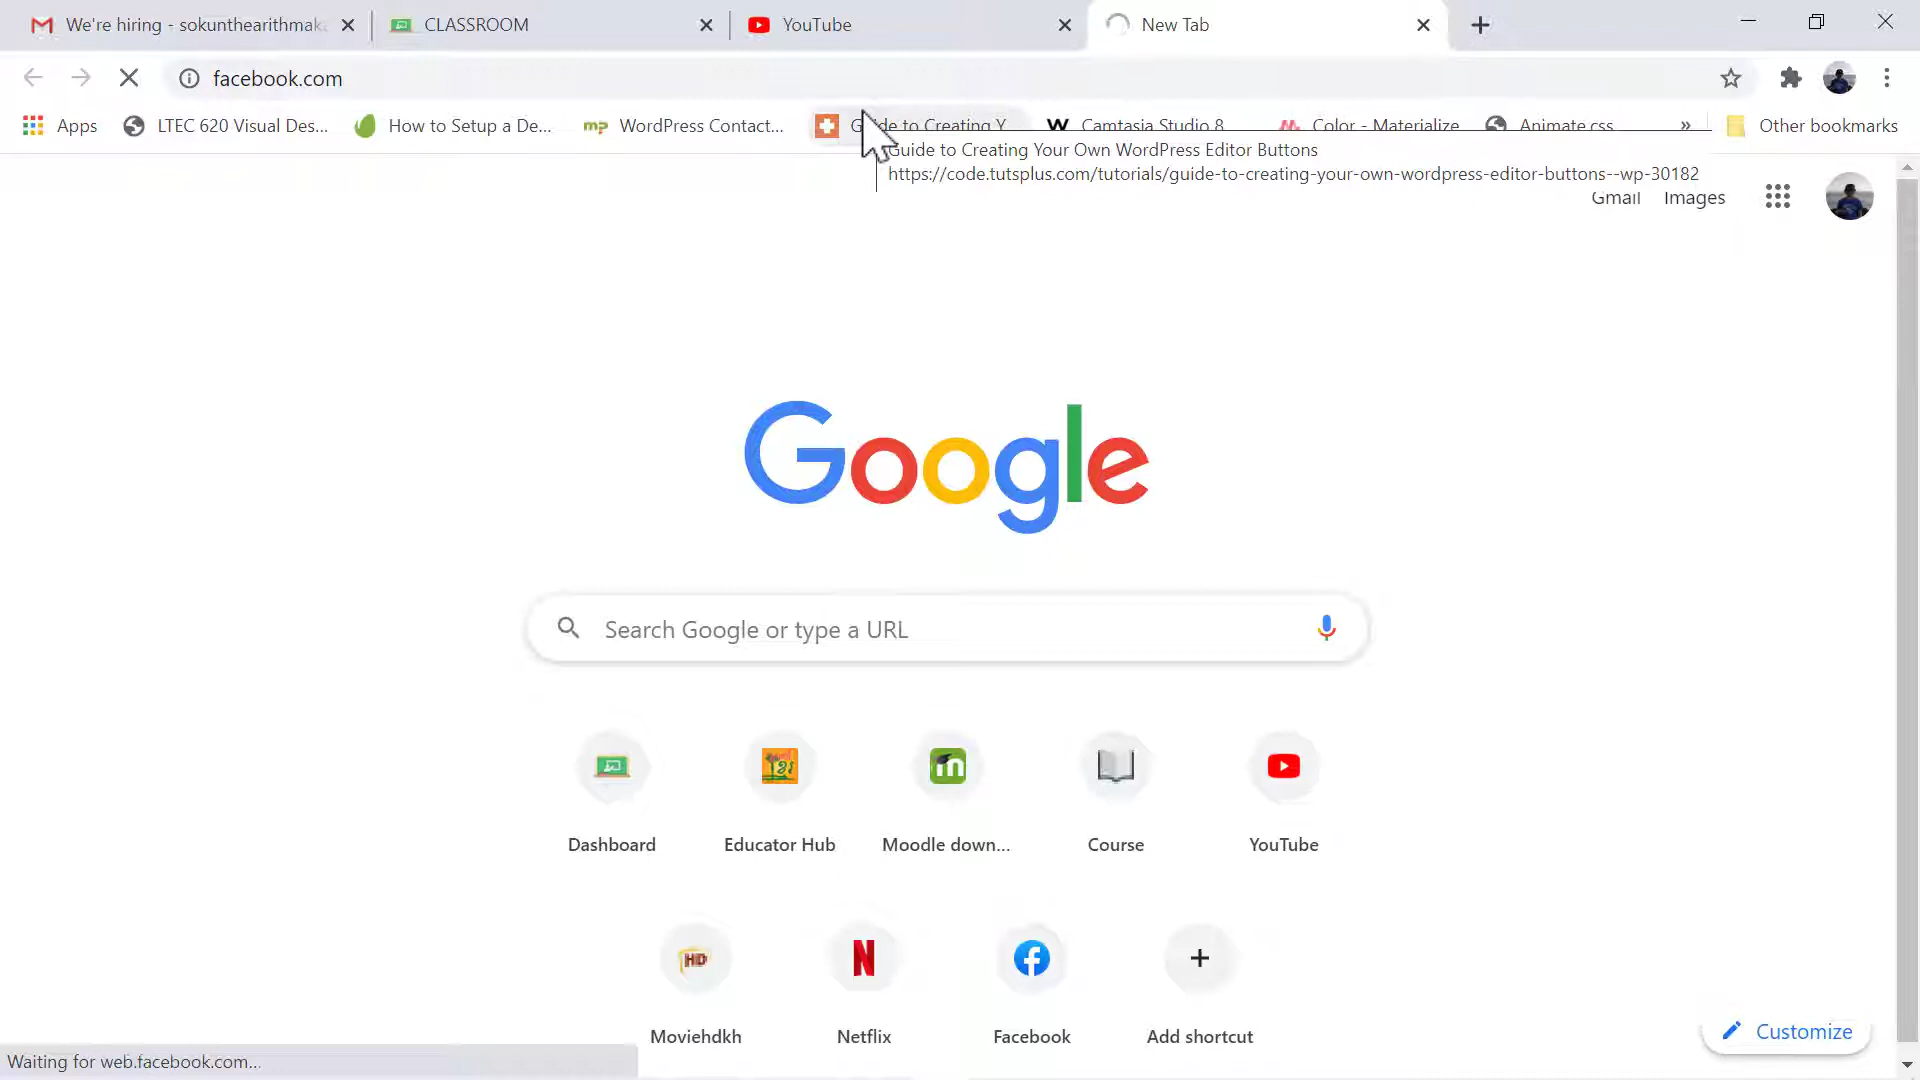 We're hiring - sokunthearithmaka
CLASSROOM
YouTube
New Tab
facebook.com
Apps
LTEC 620 Visual Des...
How to Setup a De...
WordPress Contact...
Guide to Creating Y
Camtasia Studio 8
Color - Materialize
Animate.css
»
Other bookmarks
Guide to Creating Your Own WordPress Editor Buttons
https://code.tutsplus.com/tutorials/guide-to-creating-your-own-wordpress-editor-buttons--wp-30182
Gmail
Images
Google
Search Google or type a URL
Dashboard
Educator Hub
Moodle down...
Course
YouTube
Moviehdkh
Netflix
Facebook
Add shortcut
Customize
Waiting for web.facebook.com...